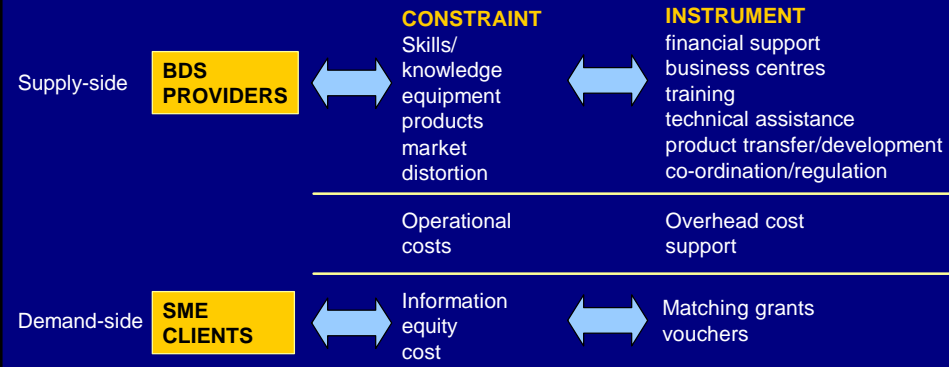 CONSTRAINT
INSTRUMENT
Supply-side
BDS
PROVIDERS
Skills/
knowledge
equipment
products
market
distortion
financial support
business centres
training
technical assistance
product transfer/development
co-ordination/regulation
Operational
costs
Overhead cost
support
Demand-side
SME
CLIENTS
Information
equity
cost
Matching grants
vouchers